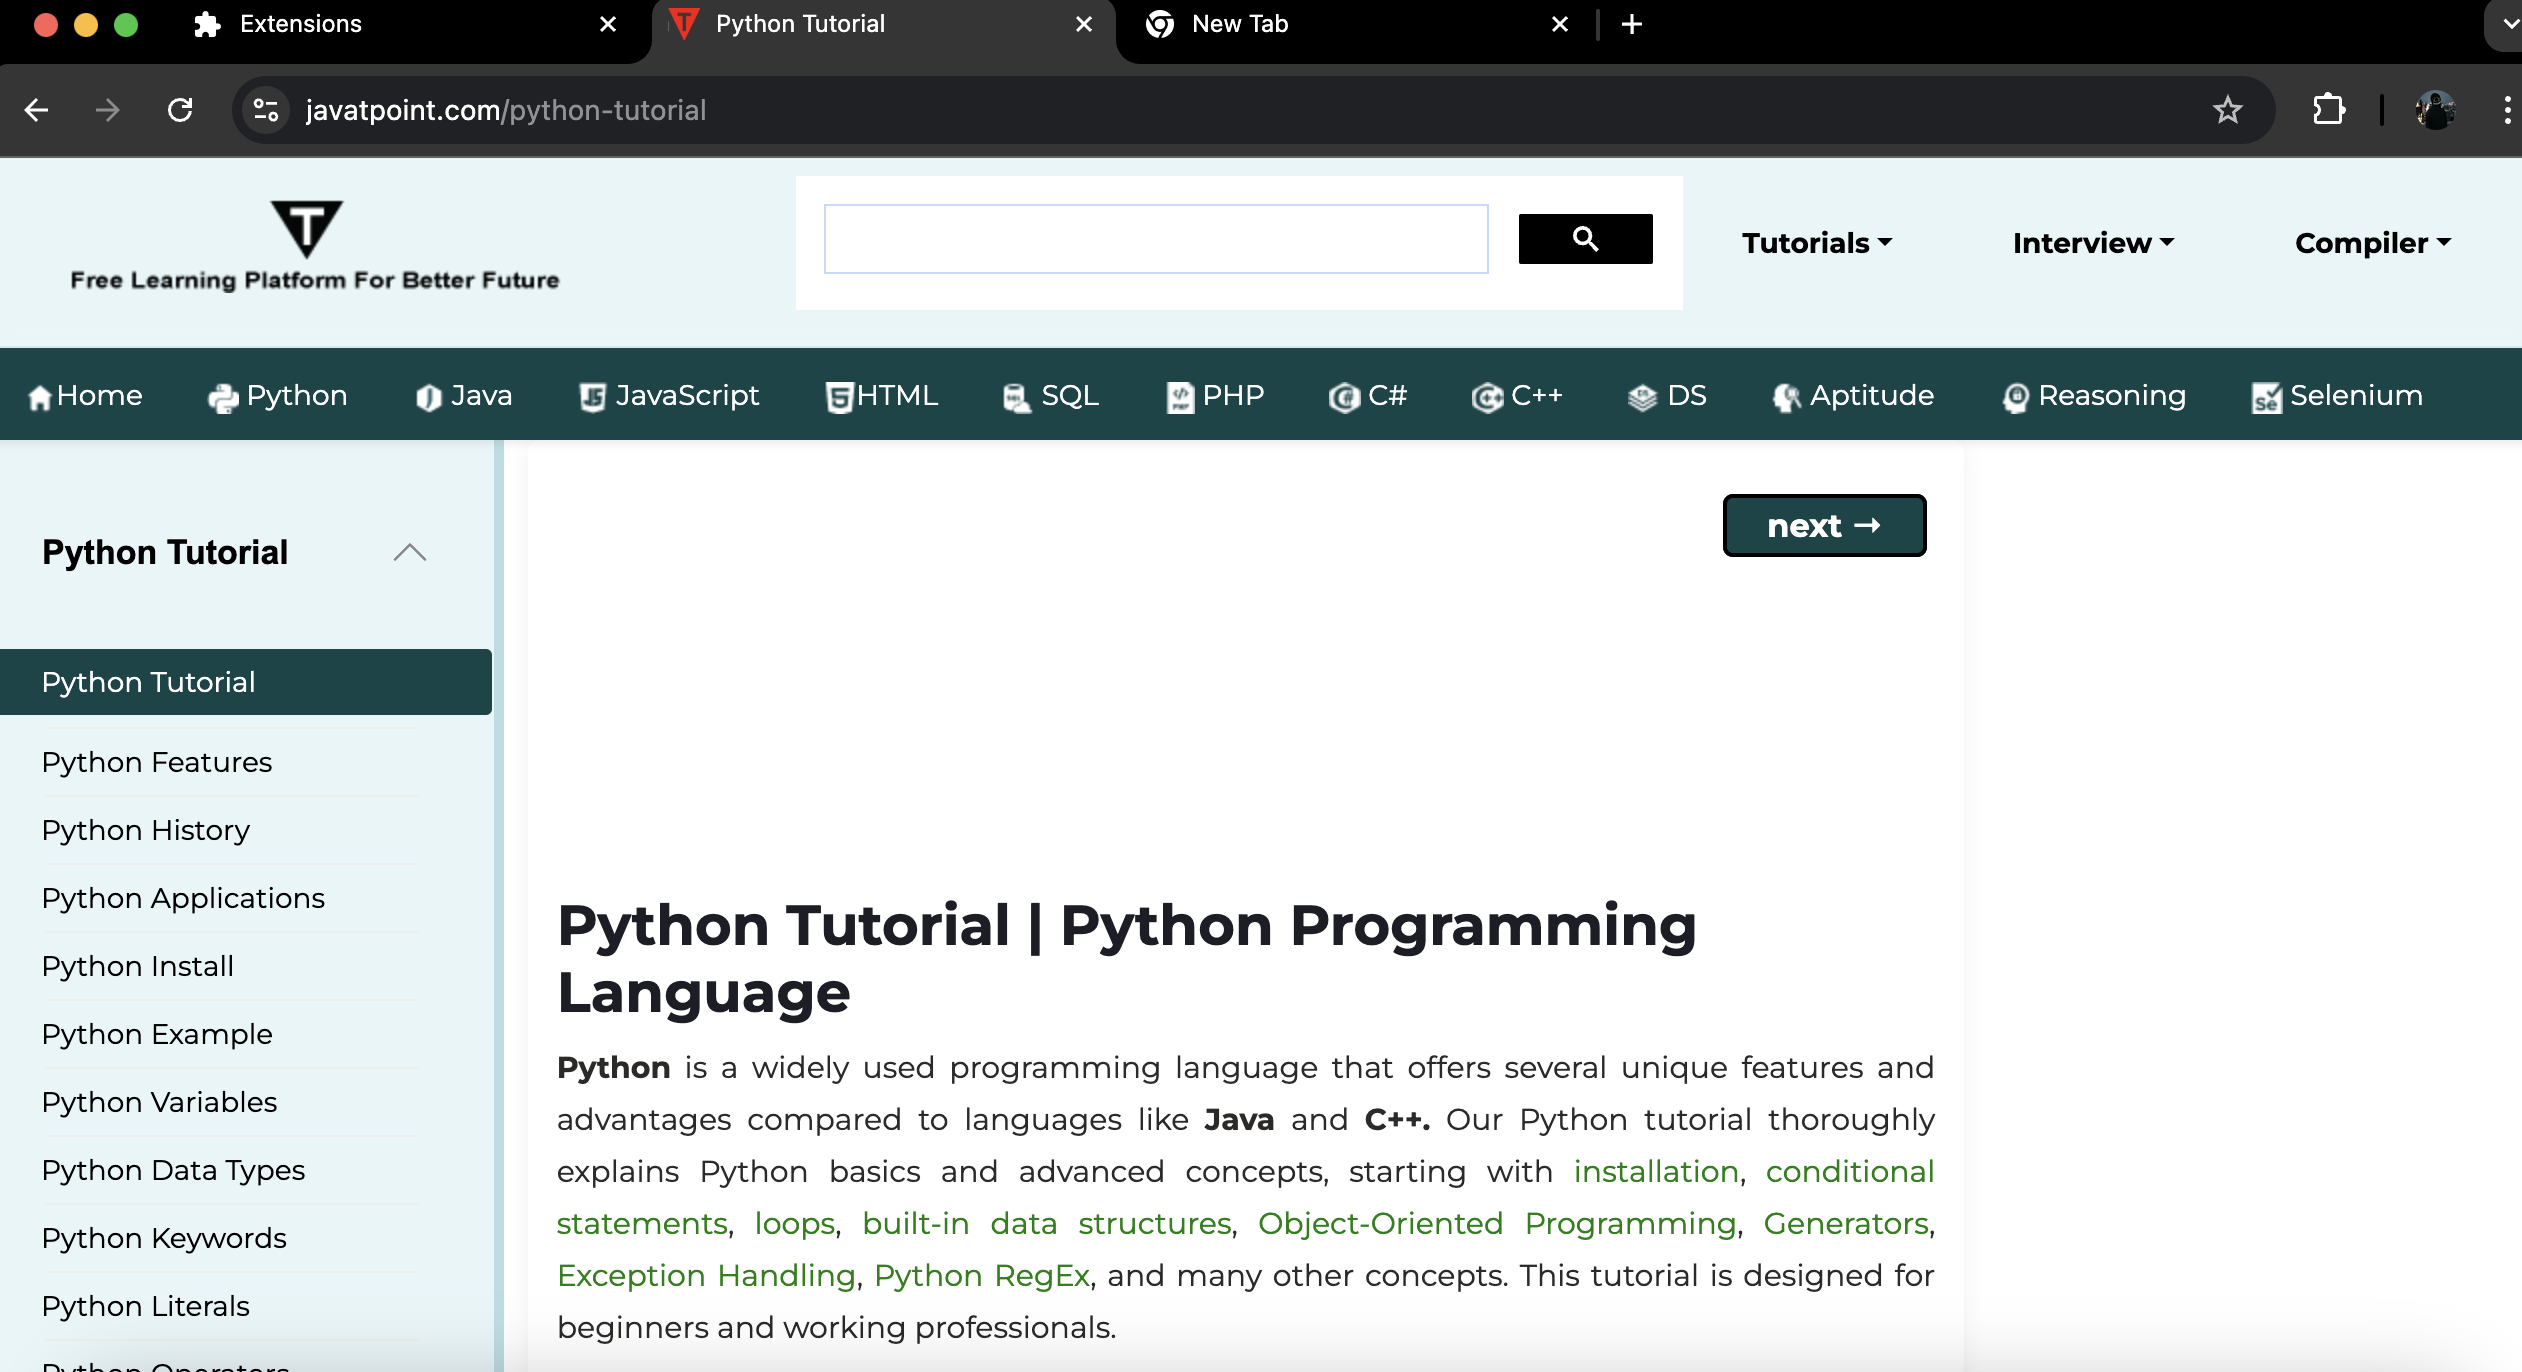 Extensions
Python Tutorial
New Tab
javatpoint.com/python-tutorial
T
Free Learning Platform For Better Future
Tutorials
Interview
Compiler
Home
Python
Java
JavaScript
HTML
SQL
PHP
C#
C++
DS
Aptitude
Reasoning
Selenium
Python Tutorial
Python Tutorial
Python Features
Python History
Python Applications
Python Install
Python Example
Python Variables
Python Data Types
Python Keywords
Python Literals
Python Operators
next →
Python Tutorial | Python Programming
Language
Python is a widely used programming language that offers several unique features and
advantages compared to languages like Java and C++. Our Python tutorial thoroughly
explains Python basics and advanced concepts, starting with installation, conditional
statements, loops, built-in data structures, Object-Oriented Programming, Generators,
Exception Handling, Python RegEx, and many other concepts. This tutorial is designed for
beginners and working professionals.